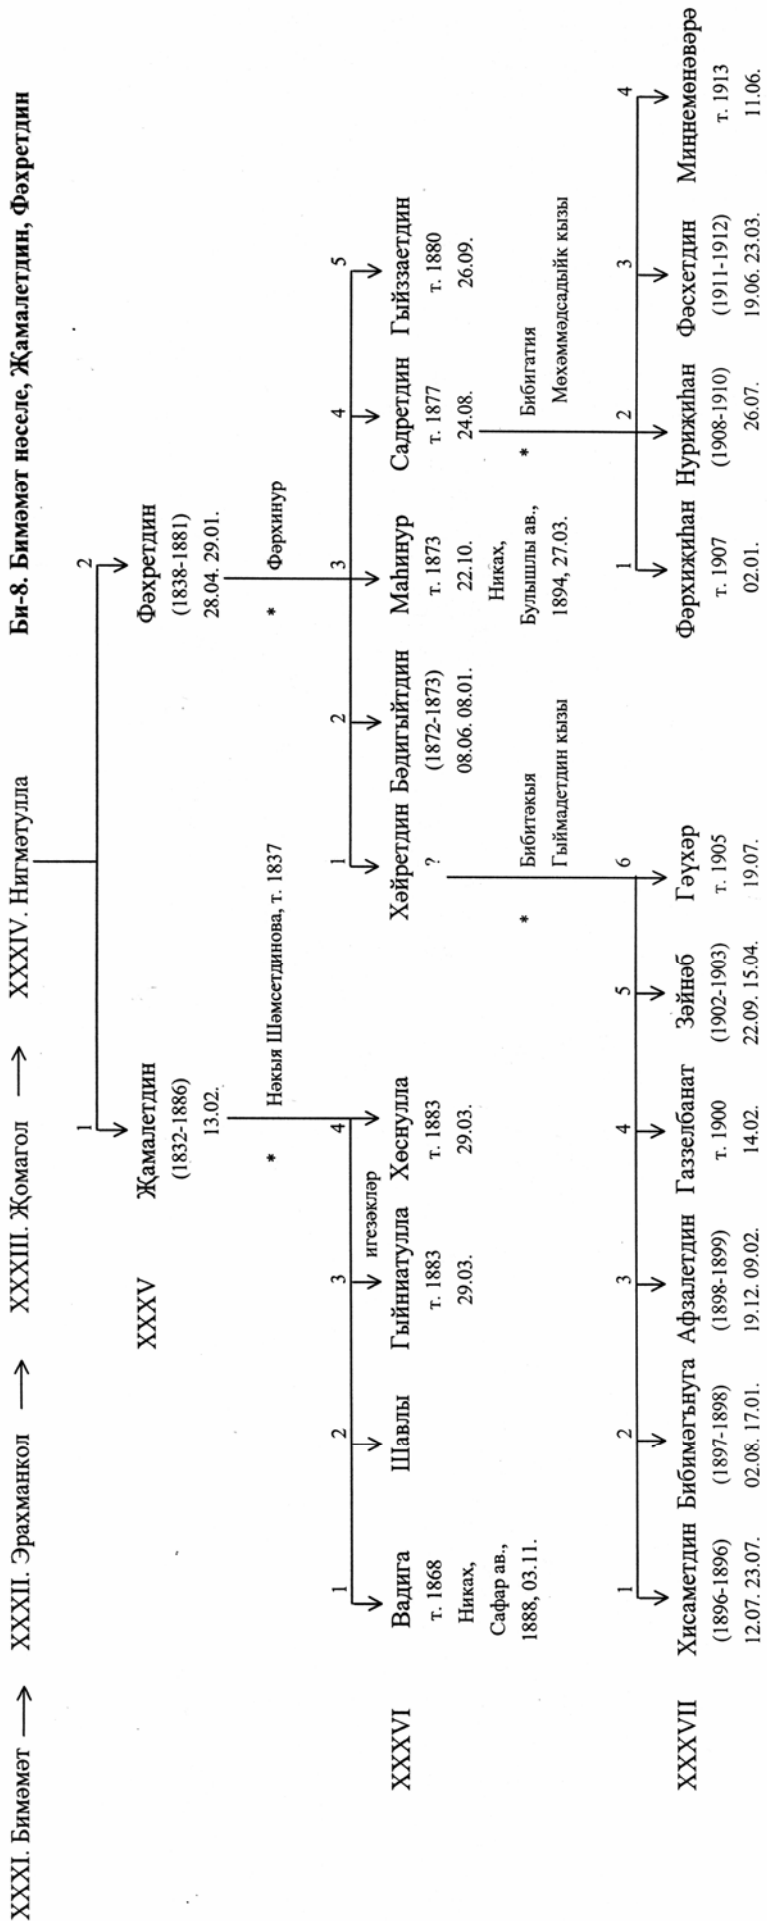 Би-8. Бимәмәт нәселе, Җамалетдин, Фәхретдин
XXXI. Бимәмәт → XXXII. Эрахманкол → XXXIII. Җомагол → XXXIV. Нигмәтулла
1 2
XXXV
Җамалетдин Фәхретдин
(1832-1886) (1838-1881)
13.02. 28.04. 29.01.
* Нәкыя Шәмсетдинова, т. 1837 * Фәрхинур
1 2 3 игезәкләр 4 1 2 3 4 5
XXXVI
Вадига Шавлы Гыйниатулла Хөснулла Хәйретдин Бәдигыйтдин Маһинур Садретдин Гыйззаетдин
т. 1868 т. 1883 т. 1883 ? (1872-1873) т. 1873 т. 1877 т. 1880
Никах, 29.03. 29.03. 08.06. 08.01. 22.10. 24.08. 26.09.
Сафар ав., Никах,
1888, 03.11. Булышлы ав.,
1894, 27.03.
* Бибитәкыя * Бибигатия
Гыймадетдин кызы Мөхәммәдсадыйк кызы
1 2 3 4 5 6 1 2 3 4
XXXVII
Хисаметдин Бибимәгънуга Афзалетдин Газзелбанат Зәйнәб Гәүхәр Фәрхиҗиһан Нуриҗиһан Фәсхетдин Миңнемөнәвәрә
(1896-1896) (1897-1898) (1898-1899) т. 1900 (1902-1903) т. 1905 т. 1907 (1908-1910) (1911-1912) т. 1913
12.07. 23.07. 02.08. 17.01. 19.12. 09.02. 14.02. 22.09. 15.04. 19.07. 02.01. 26.07. 19.06. 23.03. 11.06.